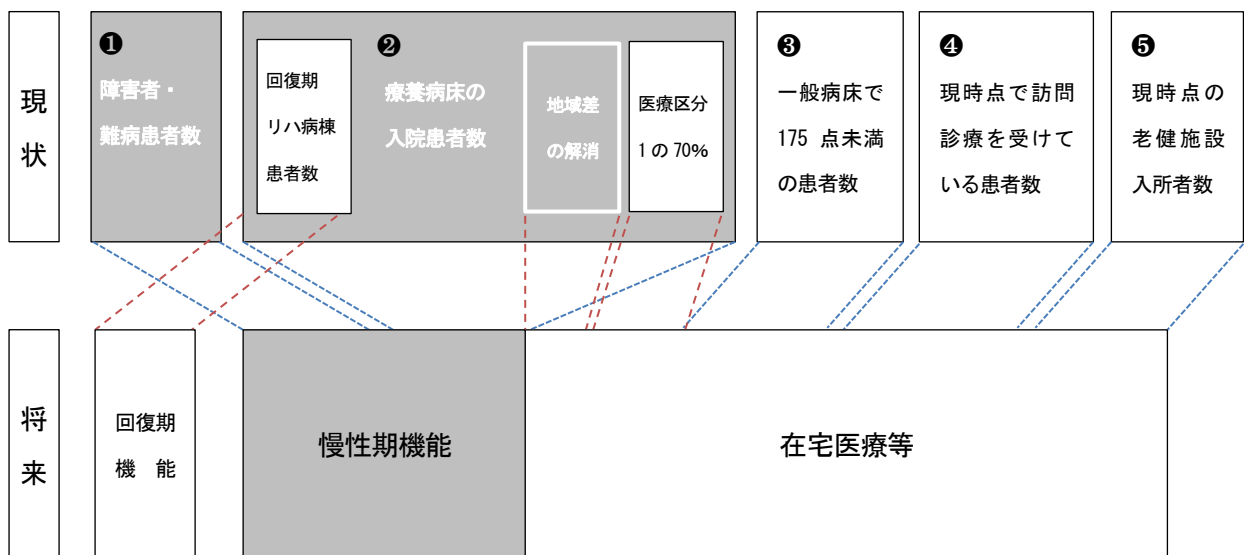 現状
❶
障害者・
難病患者数
回復期
リハ病棟
患者数
❷
療養病床の
入院患者数
地域差
の解消
医療区分
1の70%
❸
一般病床で
175 点未満
の患者数
❹
現時点で訪問
診療を受けて
いる患者数
❺
現時点の
老健施設
入所者数
将来
回復期
機 能
慢性期機能
在宅医療等